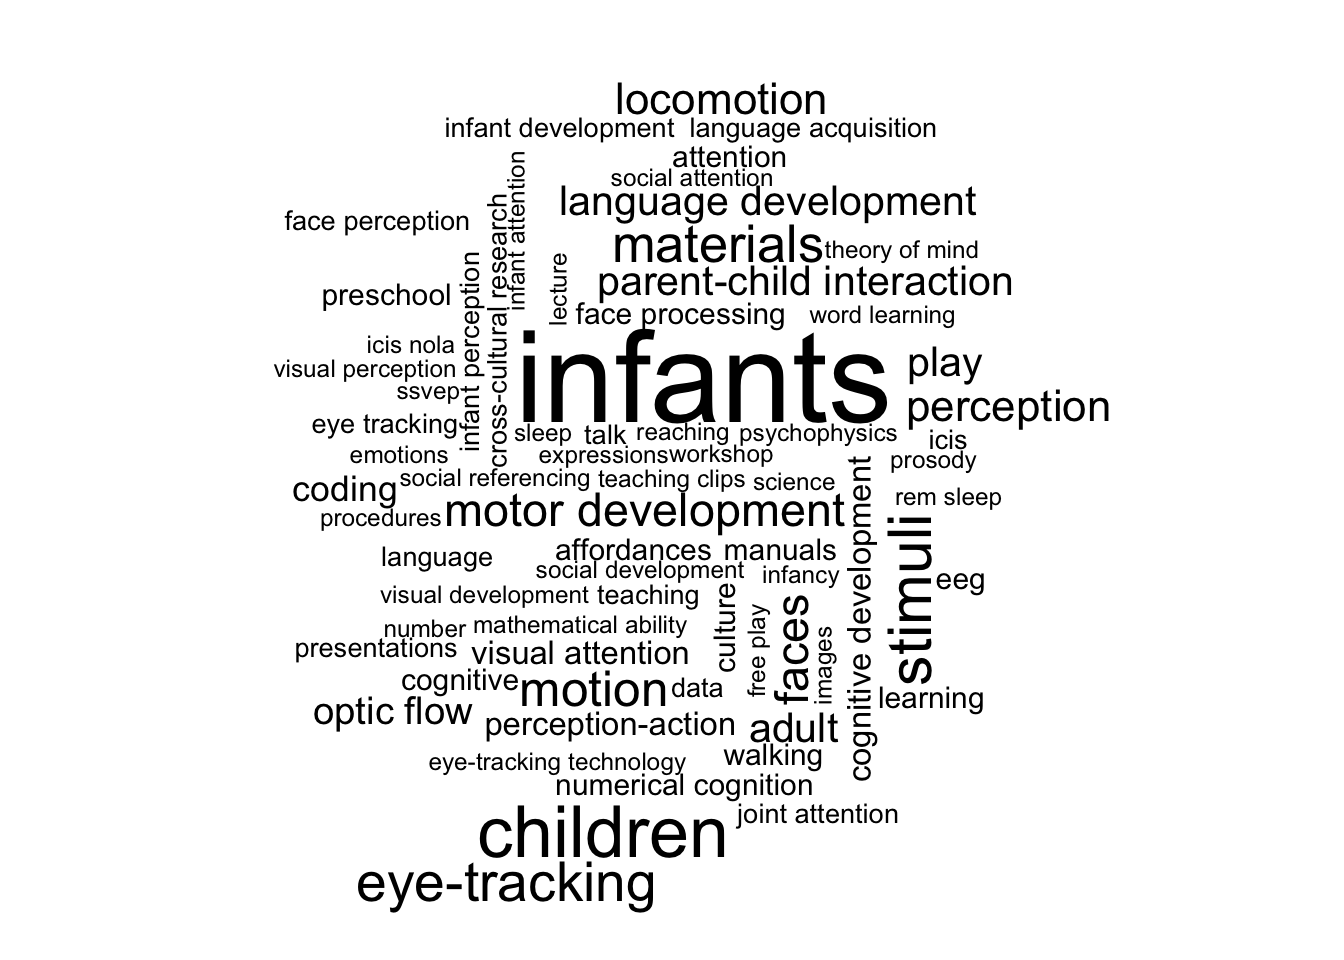 locomotion
infant development language acquisition
attention
social attention
infant attention
language development
cross-cultural research
face perception
materials
theory of mind
infant perception
lecture
parent-child interaction
preschool
face processing
word learning
icis nola
infants
play
visual perception
ssvep
perception
eye tracking
sleep
talk
reaching
psychophysics
icis
emotions
expressions
workshop
prosody
coding
social referencing
teaching clips
science
rem sleep
procedures
motor development
cognitive development
stimuli
language
affordances
manuals
social development
infancy
eeg
visual development
teaching
culture
free play
faces
images
number
mathematical ability
presentations
visual attention
cognitive
motion
data
learning
optic flow
perception-action
adult
eye-tracking technology
walking
numerical cognition
children
joint attention
eye-tracking